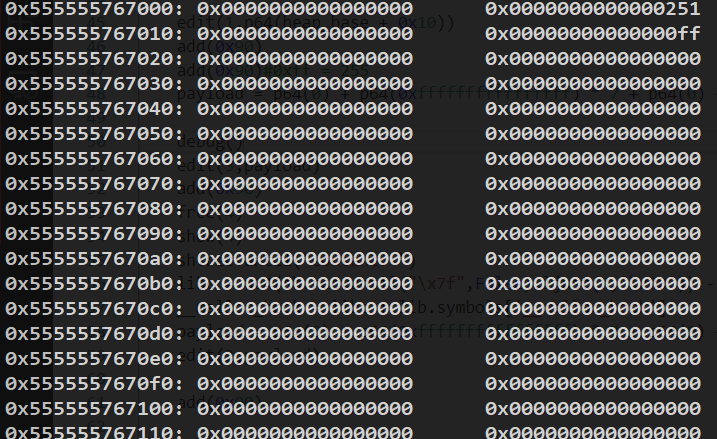 0x555555767000: 0x0000000000000000 0x0000000000000251
0x555555767010: 0x0000000000000000 0x00000000000000ff
0x555555767020: 0x0000000000000000 0x0000000000000000
0x555555767030: 0x0000000000000000 0x0000000000000000
0x555555767040: 0x0000000000000000 0x0000000000000000
0x555555767050: 0x0000000000000000 0x0000000000000000
0x555555767060: 0x0000000000000000 0x0000000000000000
0x555555767070: 0x0000000000000000 0x0000000000000000
0x555555767080: 0x0000000000000000 0x0000000000000000
0x555555767090: 0x0000000000000000 0x0000000000000000
0x5555557670a0: 0x0000000000000000 0x0000000000000000
0x5555557670b0: 0x0000000000000000 0x0000000000000000
0x5555557670c0: 0x0000000000000000 0x0000000000000000
0x5555557670d0: 0x0000000000000000 0x0000000000000000
0x5555557670e0: 0x0000000000000000 0x0000000000000000
0x5555557670f0: 0x0000000000000000 0x0000000000000000
0x555555767100: 0x0000000000000000 0x0000000000000000
0x555555767110: 0x0000000000000000 0x0000000000000000